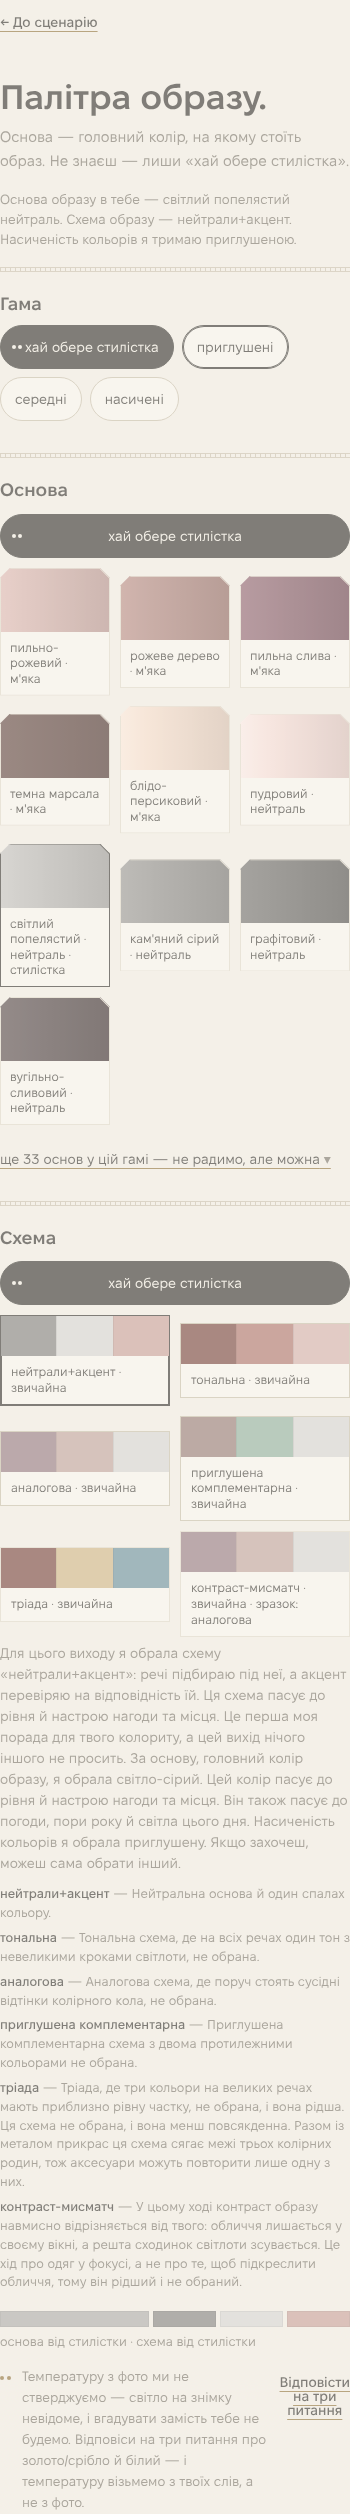 ← До сценарію
Палітра образу.
Основа — головний колір, на якому стоїть
образ. Не знаєш — лиши «хай обере стилістка».
Основа образу в тебе — світлий попелястий
нейтраль. Схема образу — нейтрали+акцент.
Насиченість кольорів я тримаю приглушеною.
Гама
хай обере стилістка
приглушені
середні
насичені
Основа
хай обере стилістка
пильно-
рожевий ·
м'яка
рожеве дерево
· м'яка
пильна слива ·
м'яка
темна марсала
· м'яка
блідо-
персиковий ·
м'яка
пудровий ·
нейтраль
світлий
попелястий ·
нейтраль ·
стилістка
кам'яний сірий
· нейтраль
графітовий ·
нейтраль
вугільно-
сливовий ·
нейтраль
ще 33 основ у цій гамі — не радимо, але можна ▾
Схема
хай обере стилістка
нейтрали+акцент ·
звичайна
тональна · звичайна
аналогова · звичайна
приглушена
комплементарна ·
звичайна
тріада · звичайна
контраст-мисматч ·
звичайна · зразок:
аналогова
Для цього виходу я обрала схему
«нейтрали+акцент»: речі підбираю під неї, а акцент
перевіряю на відповідність їй. Ця схема пасує до
рівня й настрою нагоди та місця. Це перша моя
порада для твого колориту, а цей вихід нічого
іншого не просить. За основу, головний колір
образу, я обрала світло-сірий. Цей колір пасує до
рівня й настрою нагоди та місця. Він також пасує до
погоди, пори року й світла цього дня. Насиченість
кольорів я обрала приглушену. Якщо захочеш,
можеш сама обрати інший.
нейтрали+акцент — Нейтральна основа й один спалах
кольору.
тональна — Тональна схема, де на всіх речах один тон з
невеликими кроками світлоти, не обрана.
аналогова — Аналогова схема, де поруч стоять сусідні
відтінки колірного кола, не обрана.
приглушена комплементарна — Приглушена
комплементарна схема з двома протилежними
кольорами не обрана.
тріада — Тріада, де три кольори на великих речах
мають приблизно рівну частку, не обрана, і вона рідша.
Ця схема не обрана, і вона менш повсякденна. Разом із
металом прикрас ця схема сягає межі трьох колірних
родин, тож аксесуари можуть повторити лише одну з
них.
контраст-мисматч — У цьому ході контраст образу
навмисно відрізняється від твого: обличчя лишається у
своєму вікні, а решта сходинок світлоти зсувається. Це
хід про одяг у фокусі, а не про те, щоб підкреслити
обличчя, тому він рідший і не обраний.
основа від стилістки · схема від стилістки
Температуру з фото ми не
стверджуємо — світло на знімку
невідоме, і вгадувати замість тебе не
будемо. Відповіси на три питання про
золото/срібло й білий — і
температуру візьмемо з твоїх слів, а
не з фото.
Відповісти
на три
питання